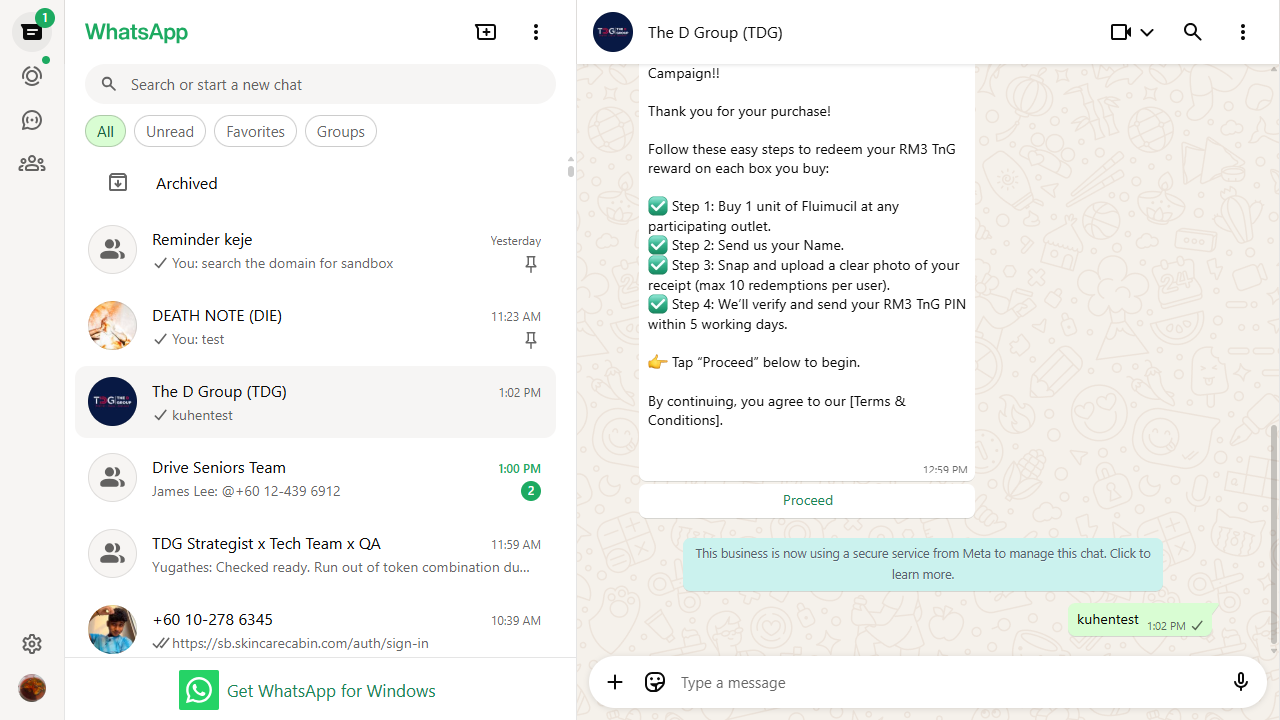 1
WhatsApp
Search or start a new chat
All
Unread
Favorites
Groups
Archived
Reminder keje
Yesterday
You: search the domain for sandbox
DEATH NOTE (DIE)
11:23 AM
You: test
The D Group (TDG)
1:02 PM
kuhentest
Drive Seniors Team
1:00 PM
James Lee: @+60 12-439 6912
2
TDG Strategist x Tech Team x QA
11:59 AM
Yugathes: Checked ready. Run out of token combination du...
+60 10-278 6345
10:39 AM
https://sb.skincarecabin.com/auth/sign-in
Get WhatsApp for Windows
The D Group (TDG)
Campaign!!
Thank you for your purchase!
Follow these easy steps to redeem your RM3 TnG
reward on each box you buy:
✅ Step 1: Buy 1 unit of Fluimucil at any
participating outlet.
✅ Step 2: Send us your Name.
✅ Step 3: Snap and upload a clear photo of your
receipt (max 10 redemptions per user).
✅ Step 4: We’ll verify and send your RM3 TnG PIN
within 5 working days.
👉 Tap “Proceed” below to begin.
By continuing, you agree to our [Terms &
Conditions].
12:59 PM
Proceed
This business is now using a secure service from Meta to manage this chat. Click to
learn more.
kuhentest
1:02 PM
Type a message